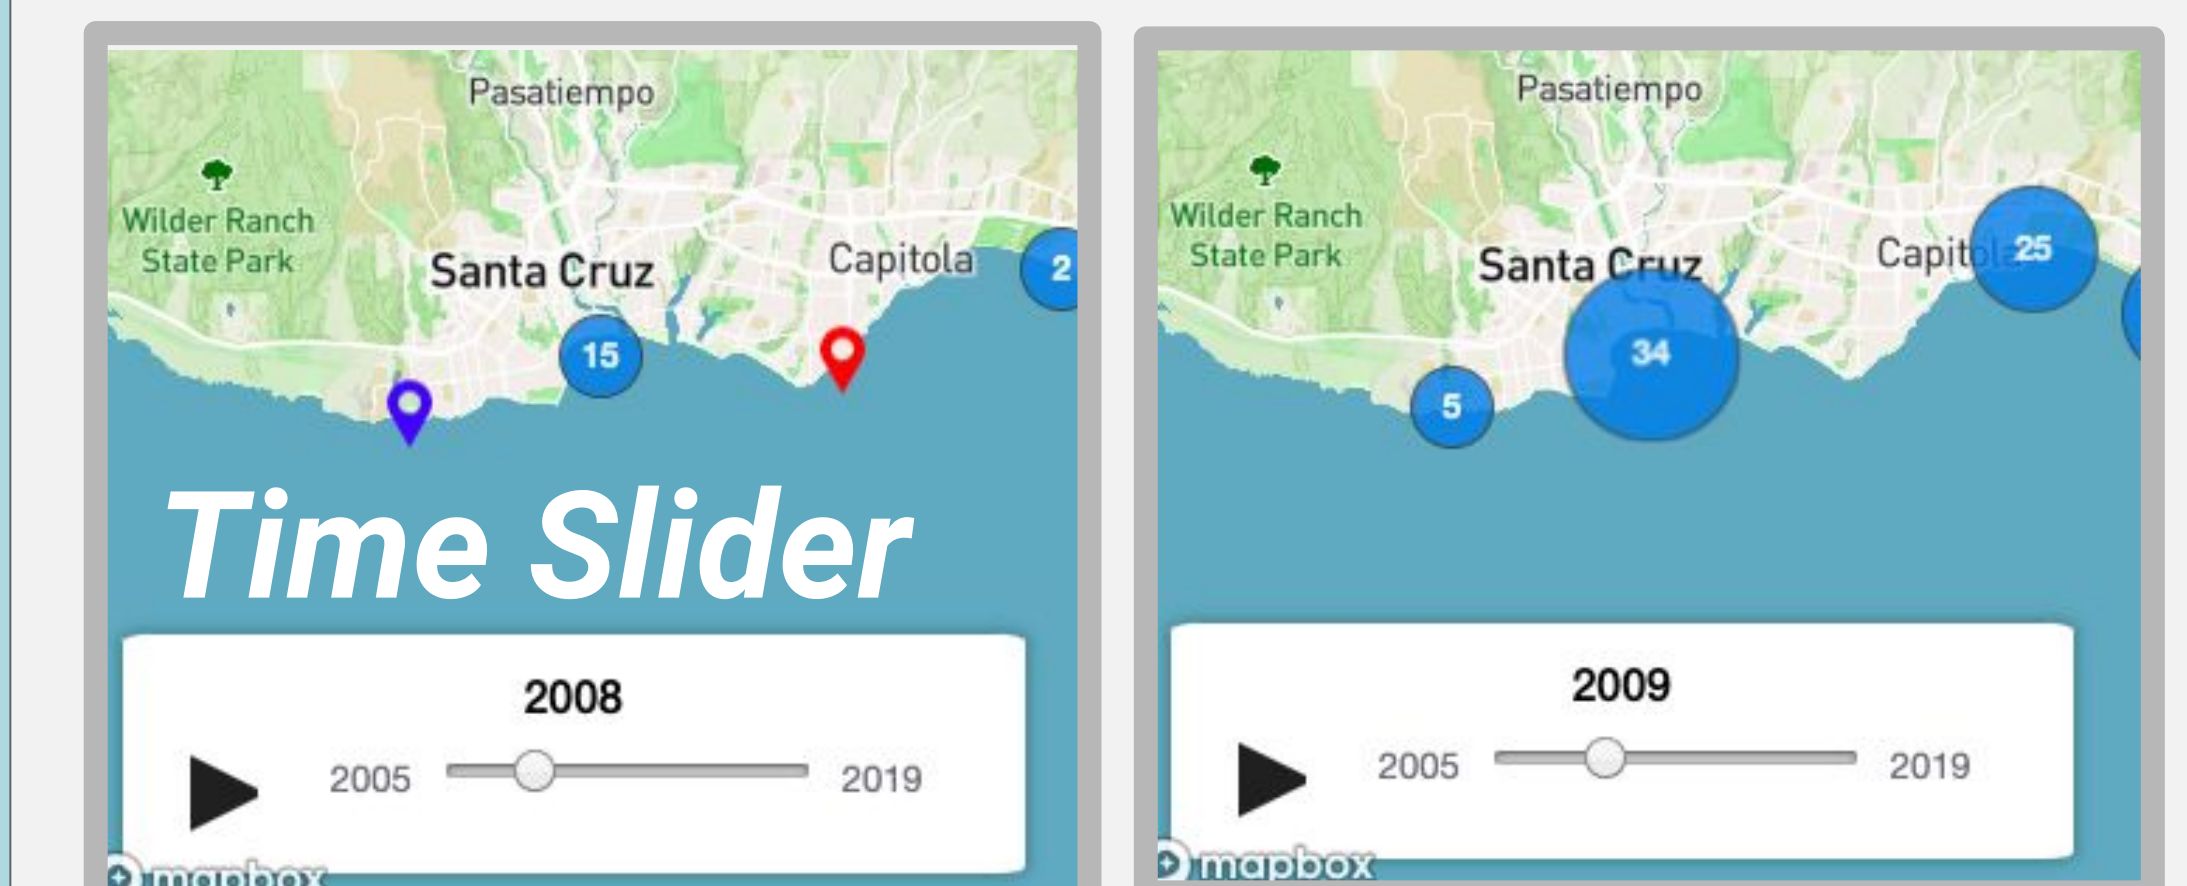 Pasatiempo
Wilder Ranch
State Park
Santa Cruz
Capitola
2
15
Time Slider
2008
2005
2019
mapbox
Pasatiempo
Wilder Ranch
State Park
Santa Cruz
Capitola
25
34
5
2009
2005
2019
mapbox